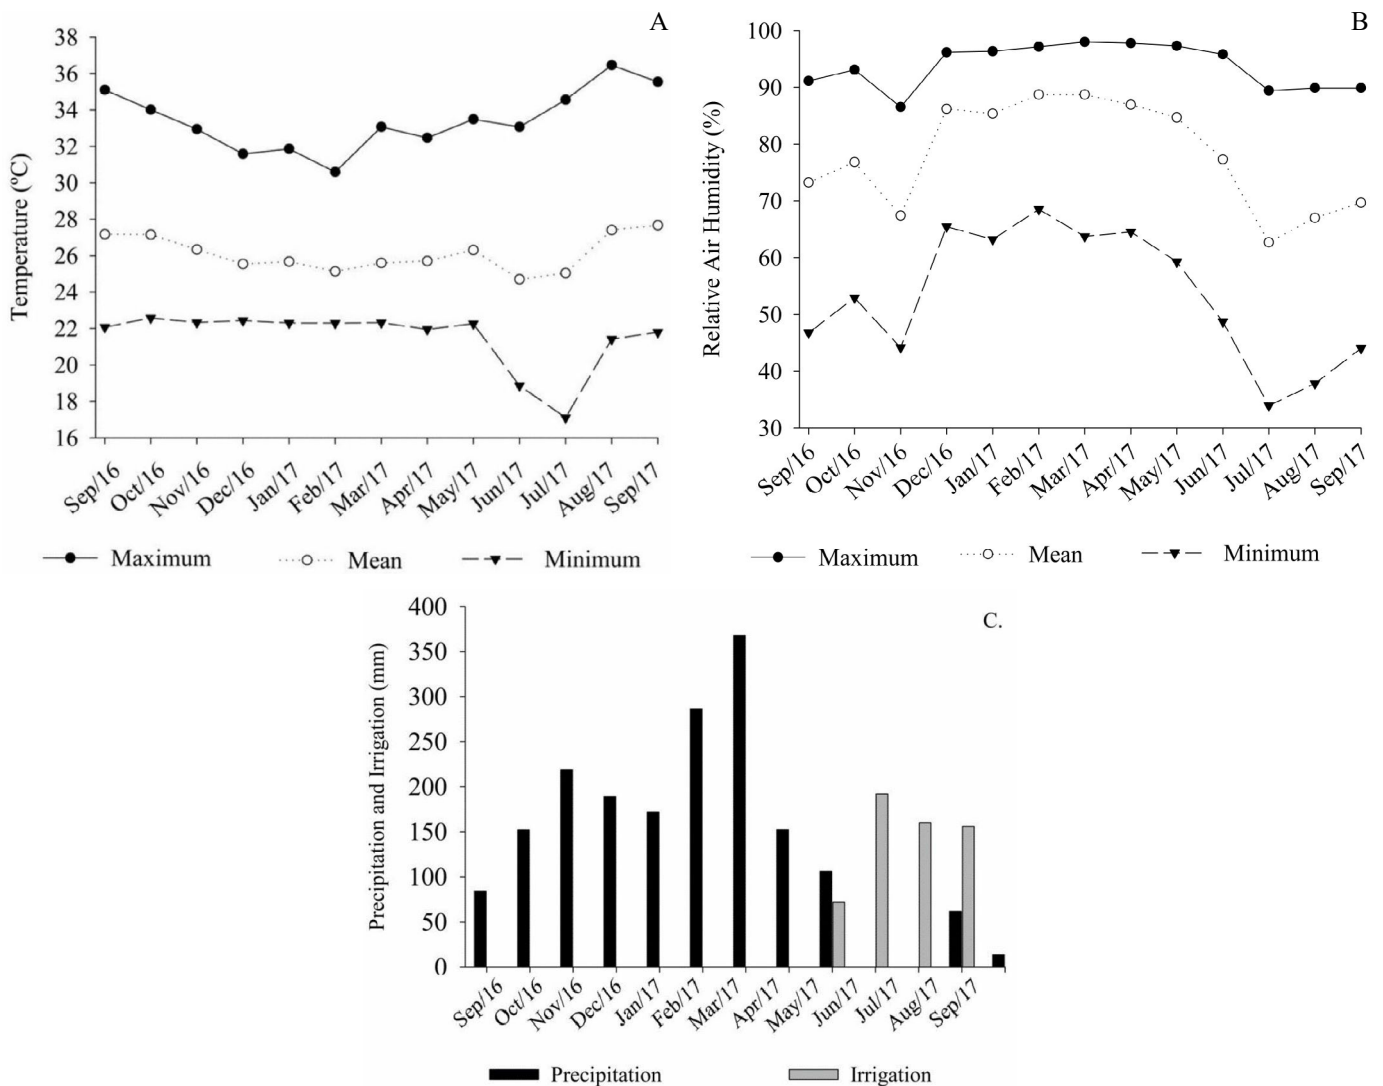 A
38
36
34
32
30
28
26
24
22
20
18
16
Temperature (ºC)
Sep/16
Oct/16
Nov/16
Dec/16
Jan/17
Feb/17
Mar/17
Apr/17
May/17
Jun/17
Jul/17
Aug/17
Sep/17
Maximum
Mean
Minimum
B
100
90
80
70
60
50
40
30
Relative Air Humidity (%)
Sep/16
Oct/16
Nov/16
Dec/16
Jan/17
Feb/17
Mar/17
Apr/17
May/17
Jun/17
Jul/17
Aug/17
Sep/17
Maximum
Mean
Minimum
C.
400
350
300
250
200
150
100
50
0
Precipitation and Irrigation (mm)
Sep/16
Oct/16
Nov/16
Dec/16
Jan/17
Feb/17
Mar/17
Apr/17
May/17
Jun/17
Jul/17
Aug/17
Sep/17
Precipitation
Irrigation